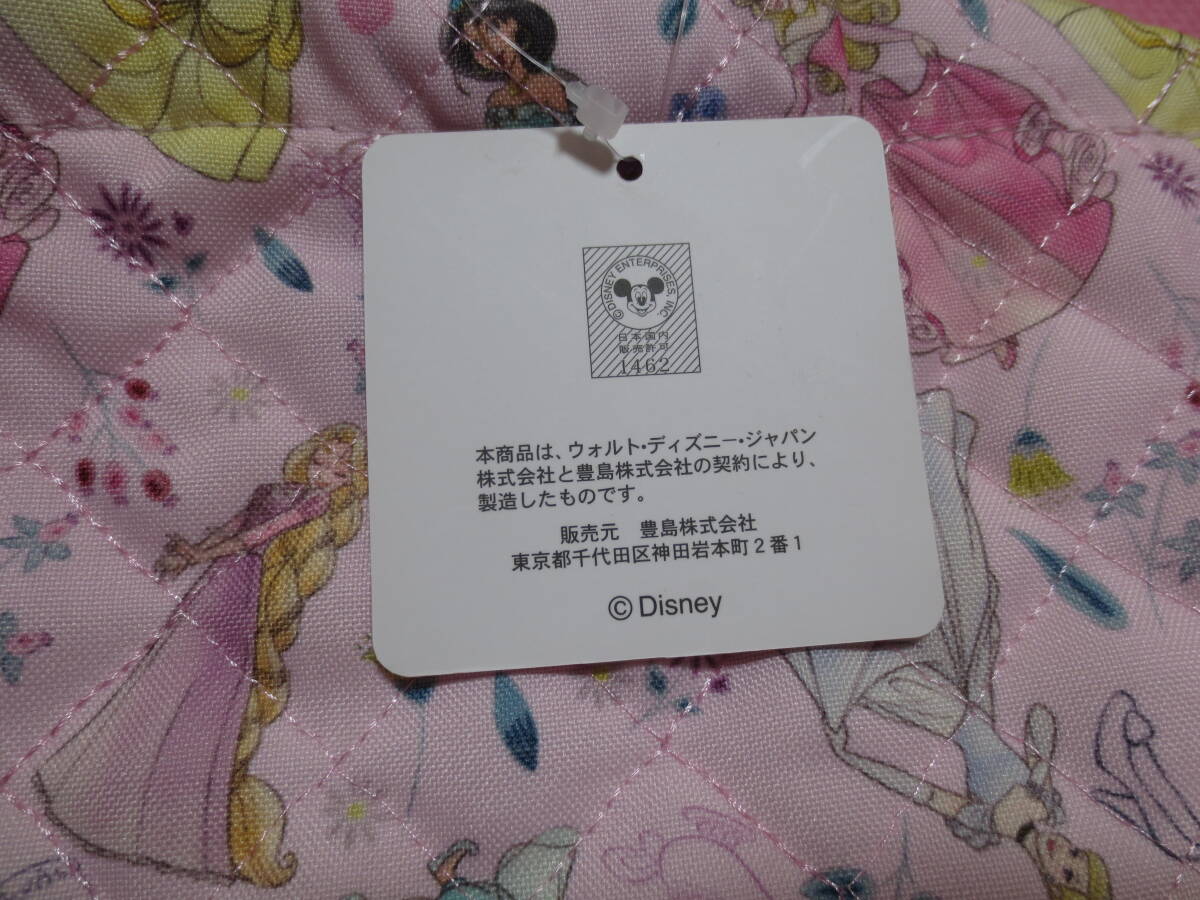 ©DISNEY ENTERPRISES, INC.
日本国内
販売許可
1462
本商品は、ウォルト・ディズニー・ジャパン
株式会社と豊島株式会社の契約により、
製造したものです。
販売元　豊島株式会社
東京都千代田区神田岩本町2番1
©Disney